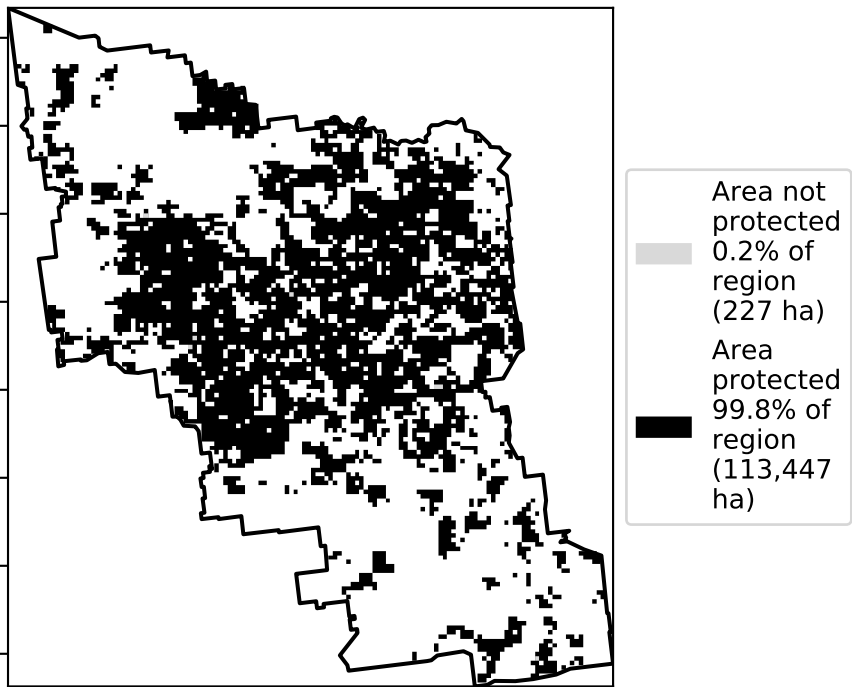 Area not
protected
0.2% of
region
(227 ha)
Area
protected
99.8% of
region
(113,447
ha)